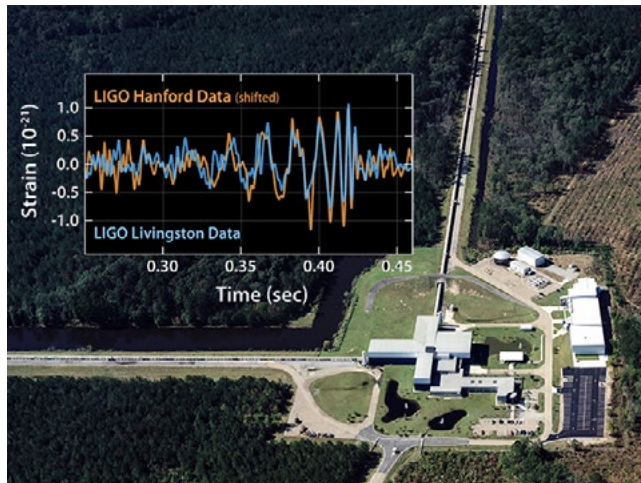 LIGO Hanford Data (shifted)
1.0
0.5
0.0
-0.5
-1.0
Strain (10⁻²¹)
LIGO Livingston Data
0.30
0.35
0.40
0.45
Time (sec)